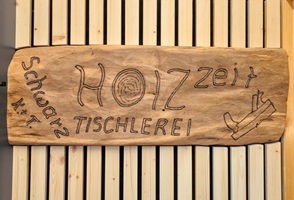 Schwarz
K.T.
HOlZzeit
TISCHLEREI